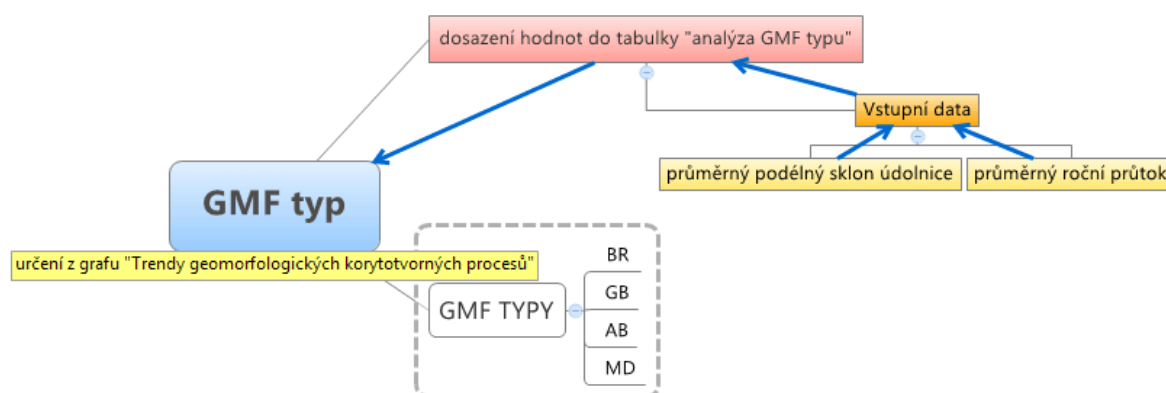 dosazení hodnot do tabulky "analýza GMF typu"
Vstupní data
průměrný podélný sklon údolnice
průměrný roční průtok
GMF typ
určení z grafu "Trendy geomorfologických korytotvorných procesů"
GMF TYPY
BR
GB
AB
MD